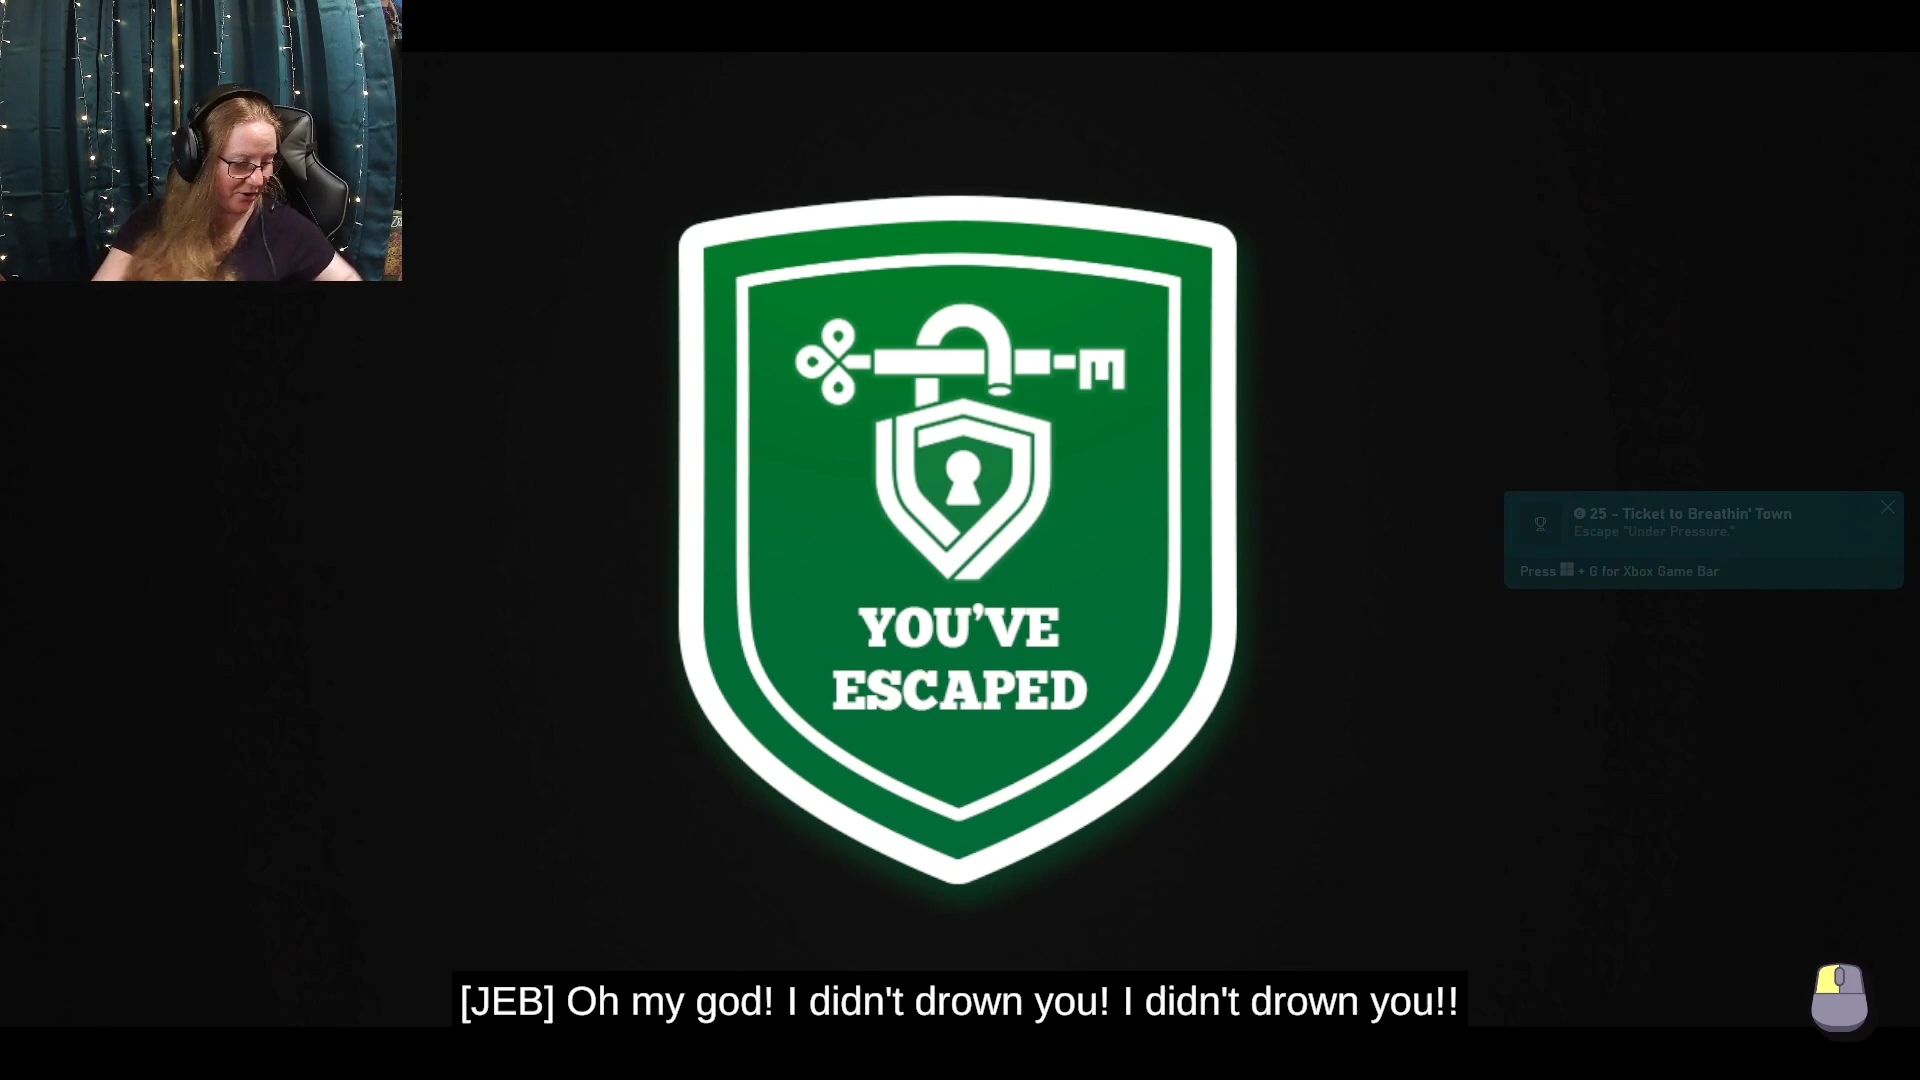 YOU'VE
ESCAPED
25 - Ticket to Breathin' Town
Escape "Under Pressure."
Press + G for Xbox Game Bar
[JEB] Oh my god! I didn't drown you! I didn't drown you!!